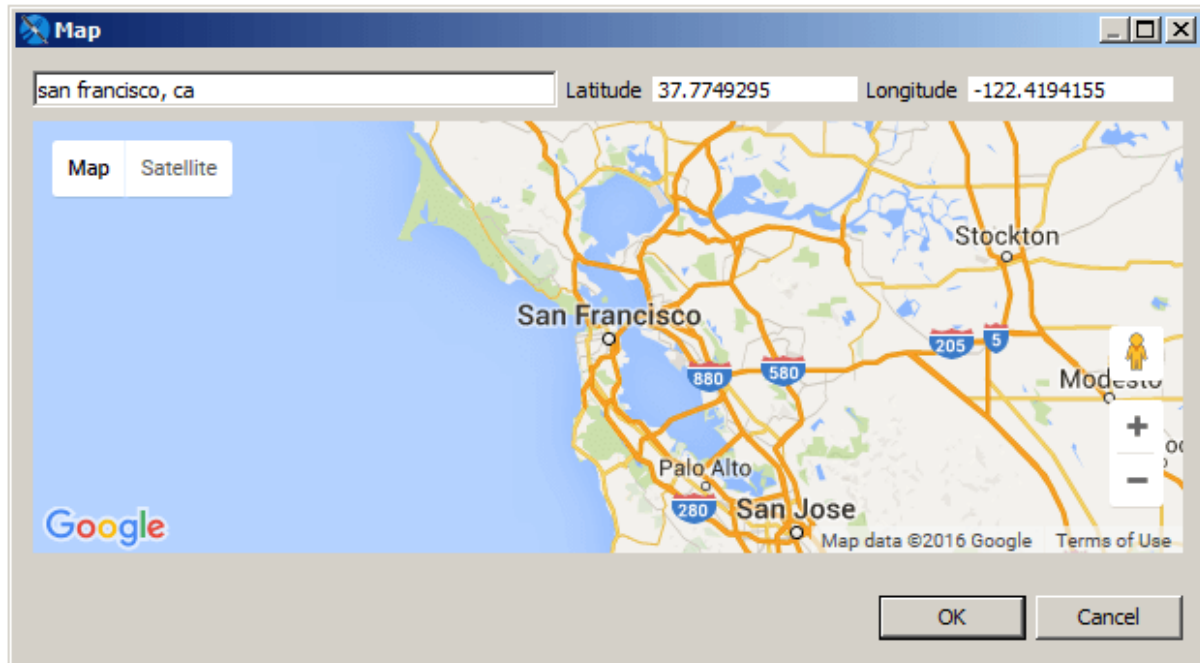 Map
san francisco, ca Latitude 37.7749295 Longitude -122.4194155
Map Satellite
Stockton
San Francisco
205 5
880 580
Palo Alto
280 San Jose
Google
Map data ©2016 Google Terms of Use
OK Cancel